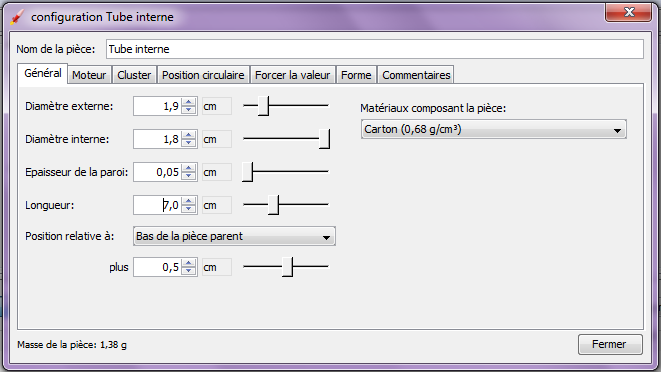 configuration Tube interne
Nom de la pièce: Tube interne
Général Moteur Cluster Position circulaire Forcer la valeur Forme Commentaires
Diamètre externe: 1,9 cm
Matériaux composant la pièce:
Carton (0,68 g/cm³)
Diamètre interne: 1,8 cm
Epaisseur de la paroi: 0,05 cm
Longueur: 7,0 cm
Position relative à: Bas de la pièce parent
plus 0,5 cm
Masse de la pièce: 1,38 g
Fermer